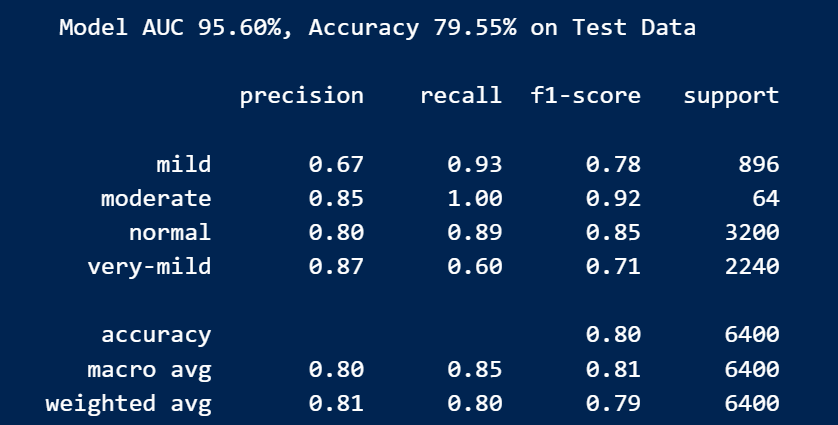 Model AUC 95.60%, Accuracy 79.55% on Test Data
precision recall f1-score support
mild 0.67 0.93 0.78 896
moderate 0.85 1.00 0.92 64
normal 0.80 0.89 0.85 3200
very-mild 0.87 0.60 0.71 2240
accuracy 0.80 6400
macro avg 0.80 0.85 0.81 6400
weighted avg 0.81 0.80 0.79 6400